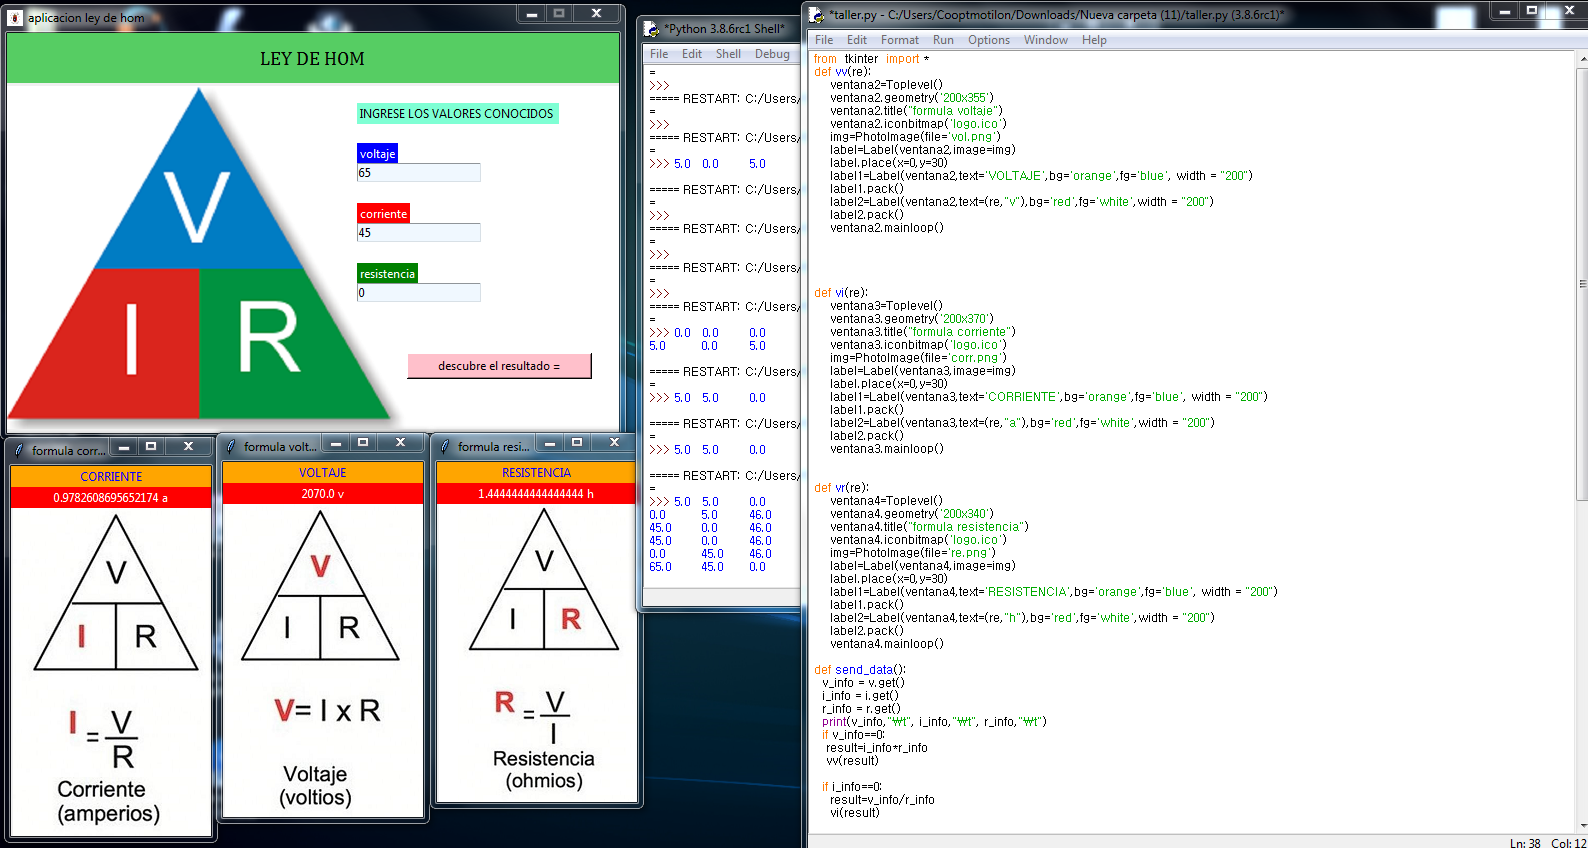 aplicacion ley de hom
LEY DE HOM
V
I
R
INGRESE LOS VALORES CONOCIDOS
voltaje
65
corriente
45
resistencia
0
descubre el resultado =
formula corr...
CORRIENTE
0.9782608695652174 a
V
I R
I = V
R
Corriente
(amperios)
formula volt...
VOLTAJE
2070.0 v
V
I R
V= I x R
Voltaje
(voltios)
formula resi...
RESISTENCIA
1.4444444444444444 h
V
I R
R = V
I
Resistencia
(ohmios)
*Python 3.8.6rc1 Shell*
File Edit Shell Debug
=
>>>
===== RESTART: C:/Users/
=
>>>
===== RESTART: C:/Users/
=
>>> 5.0 0.0 5.0
===== RESTART: C:/Users/
=
>>>
===== RESTART: C:/Users/
=
>>>
===== RESTART: C:/Users/
=
>>>
===== RESTART: C:/Users/
=
>>> 0.0 0.0 0.0
5.0 0.0 5.0
===== RESTART: C:/Users/
=
>>> 5.0 5.0 0.0
===== RESTART: C:/Users/
=
>>> 5.0 5.0 0.0
===== RESTART: C:/Users/
=
>>> 5.0 5.0 0.0
0.0 5.0 46.0
45.0 0.0 46.0
45.0 0.0 46.0
0.0 45.0 46.0
65.0 45.0 0.0
*taller.py - C:/Users/Cooptmotilon/Downloads/Nueva carpeta (11)/taller.py (3.8.6rc1)*
File Edit Format Run Options Window Help
from tkinter import *
def vv(re):
ventana2=Toplevel()
ventana2.geometry('200x355')
ventana2.title("formula voltaje")
ventana2.iconbitmap('logo.ico')
img=PhotoImage(file='vol.png')
label=Label(ventana2,image=img)
label.place(x=0,y=30)
label1=Label(ventana2,text='VOLTAJE',bg='orange',fg='blue', width = "200")
label1.pack()
label2=Label(ventana2,text=(re,"v"),bg='red',fg='white',width = "200")
label2.pack()
ventana2.mainloop()
def vi(re):
ventana3=Toplevel()
ventana3.geometry('200x370')
ventana3.title("formula corriente")
ventana3.iconbitmap('logo.ico')
img=PhotoImage(file='corr.png')
label=Label(ventana3,image=img)
label.place(x=0,y=30)
label1=Label(ventana3,text='CORRIENTE',bg='orange',fg='blue', width = "200")
label1.pack()
label2=Label(ventana3,text=(re,"a"),bg='red',fg='white',width = "200")
label2.pack()
ventana3.mainloop()
def vr(re):
ventana4=Toplevel()
ventana4.geometry('200x340')
ventana4.title("formula resistencia")
ventana4.iconbitmap('logo.ico')
img=PhotoImage(file='re.png')
label=Label(ventana4,image=img)
label.place(x=0,y=30)
label1=Label(ventana4,text='RESISTENCIA',bg='orange',fg='blue', width = "200")
label1.pack()
label2=Label(ventana4,text=(re,"h"),bg='red',fg='white',width = "200")
label2.pack()
ventana4.mainloop()
def send_data():
v_info = v.get()
i_info = i.get()
r_info = r.get()
print(v_info,"₩t", i_info,"₩t", r_info,"₩t")
if v_info==0:
result=i_info*r_info
vv(result)
if i_info==0:
result=v_info/r_info
vi(result)
Ln: 38 Col: 12